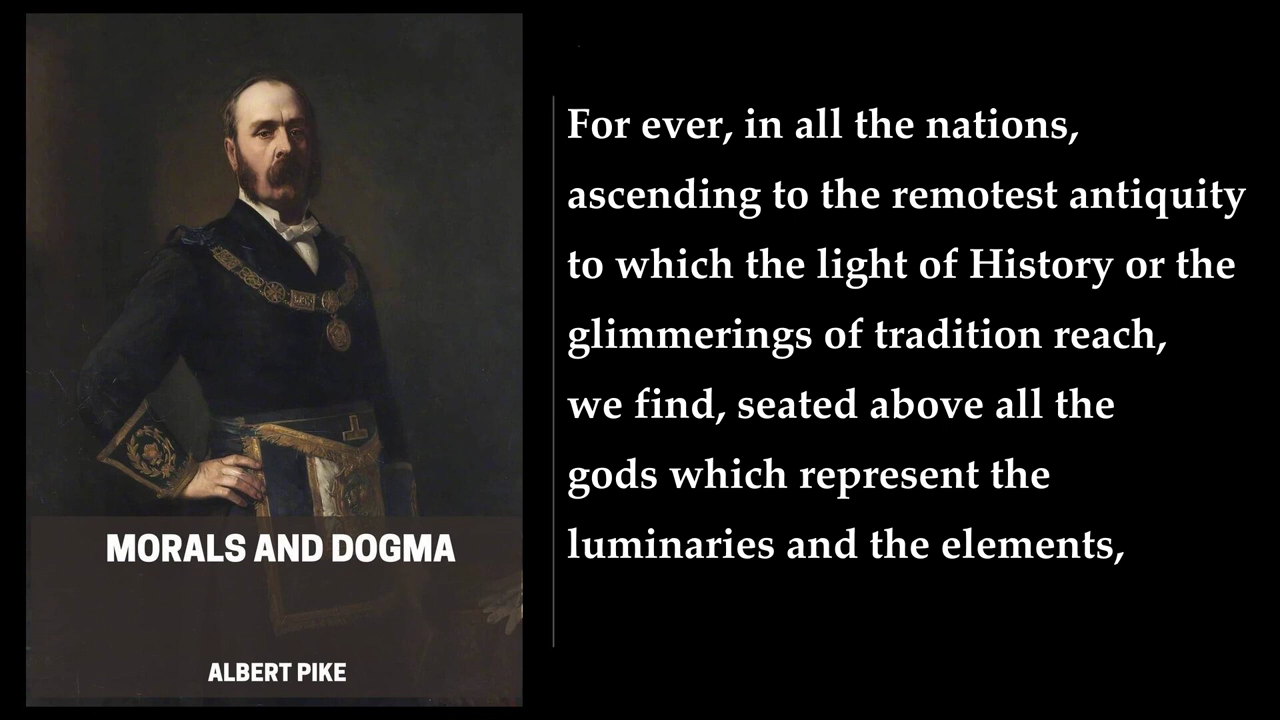 MORALS AND DOGMA
ALBERT PIKE
For ever, in all the nations,
ascending to the remotest antiquity
to which the light of History or the
glimmerings of tradition reach,
we find, seated above all the
gods which represent the
luminaries and the elements,